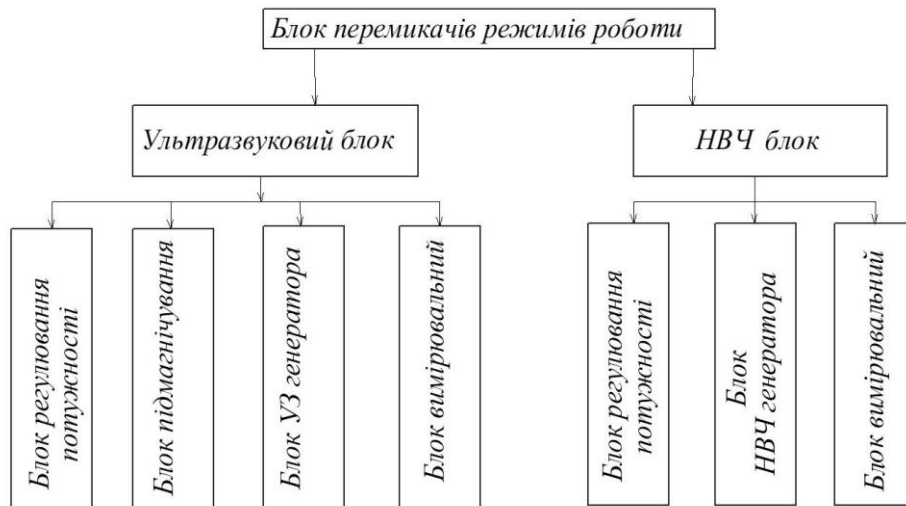 Блок перемикачів режимів роботи
Ультразвуковий блок
НВЧ блок
Блок регулювання
потужності
Блок підмагнічування
Блок УЗ генератора
Блок вимірювальний
Блок регулювання
потужності
Блок
НВЧ генератора
Блок вимірювальний